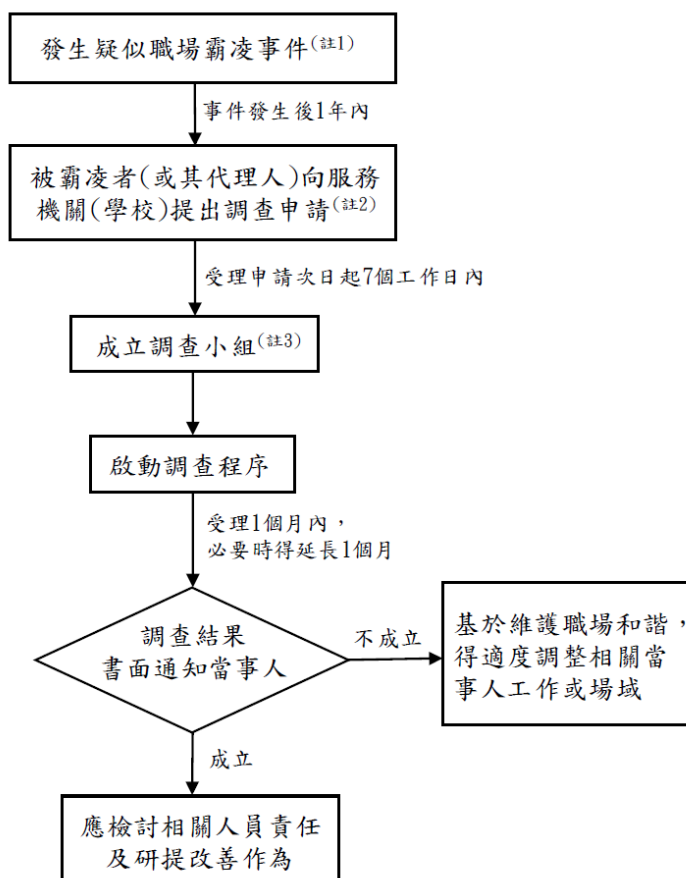 發生疑似職場霸凌事件(註1)
事件發生後1年內
被霸凌者(或其代理人)向服務
機關(學校)提出調查申請(註2)
受理申請次日起7個工作日內
成立調查小組(註3)
啟動調查程序
受理1個月內，
必要時得延長1個月
調查結果
書面通知當事人
不成立
基於維護職場和諧，
得適度調整相關當
事人工作或場域
成立
應檢討相關人員責任
及研提改善作為